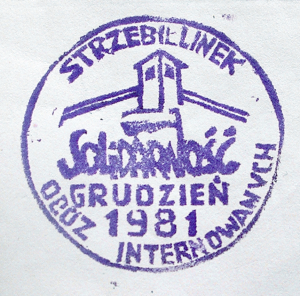 STRZEBIELINEK
Solidarność
GRUDZIEŃ
1981
OBÓZ INTERNOWANYCH